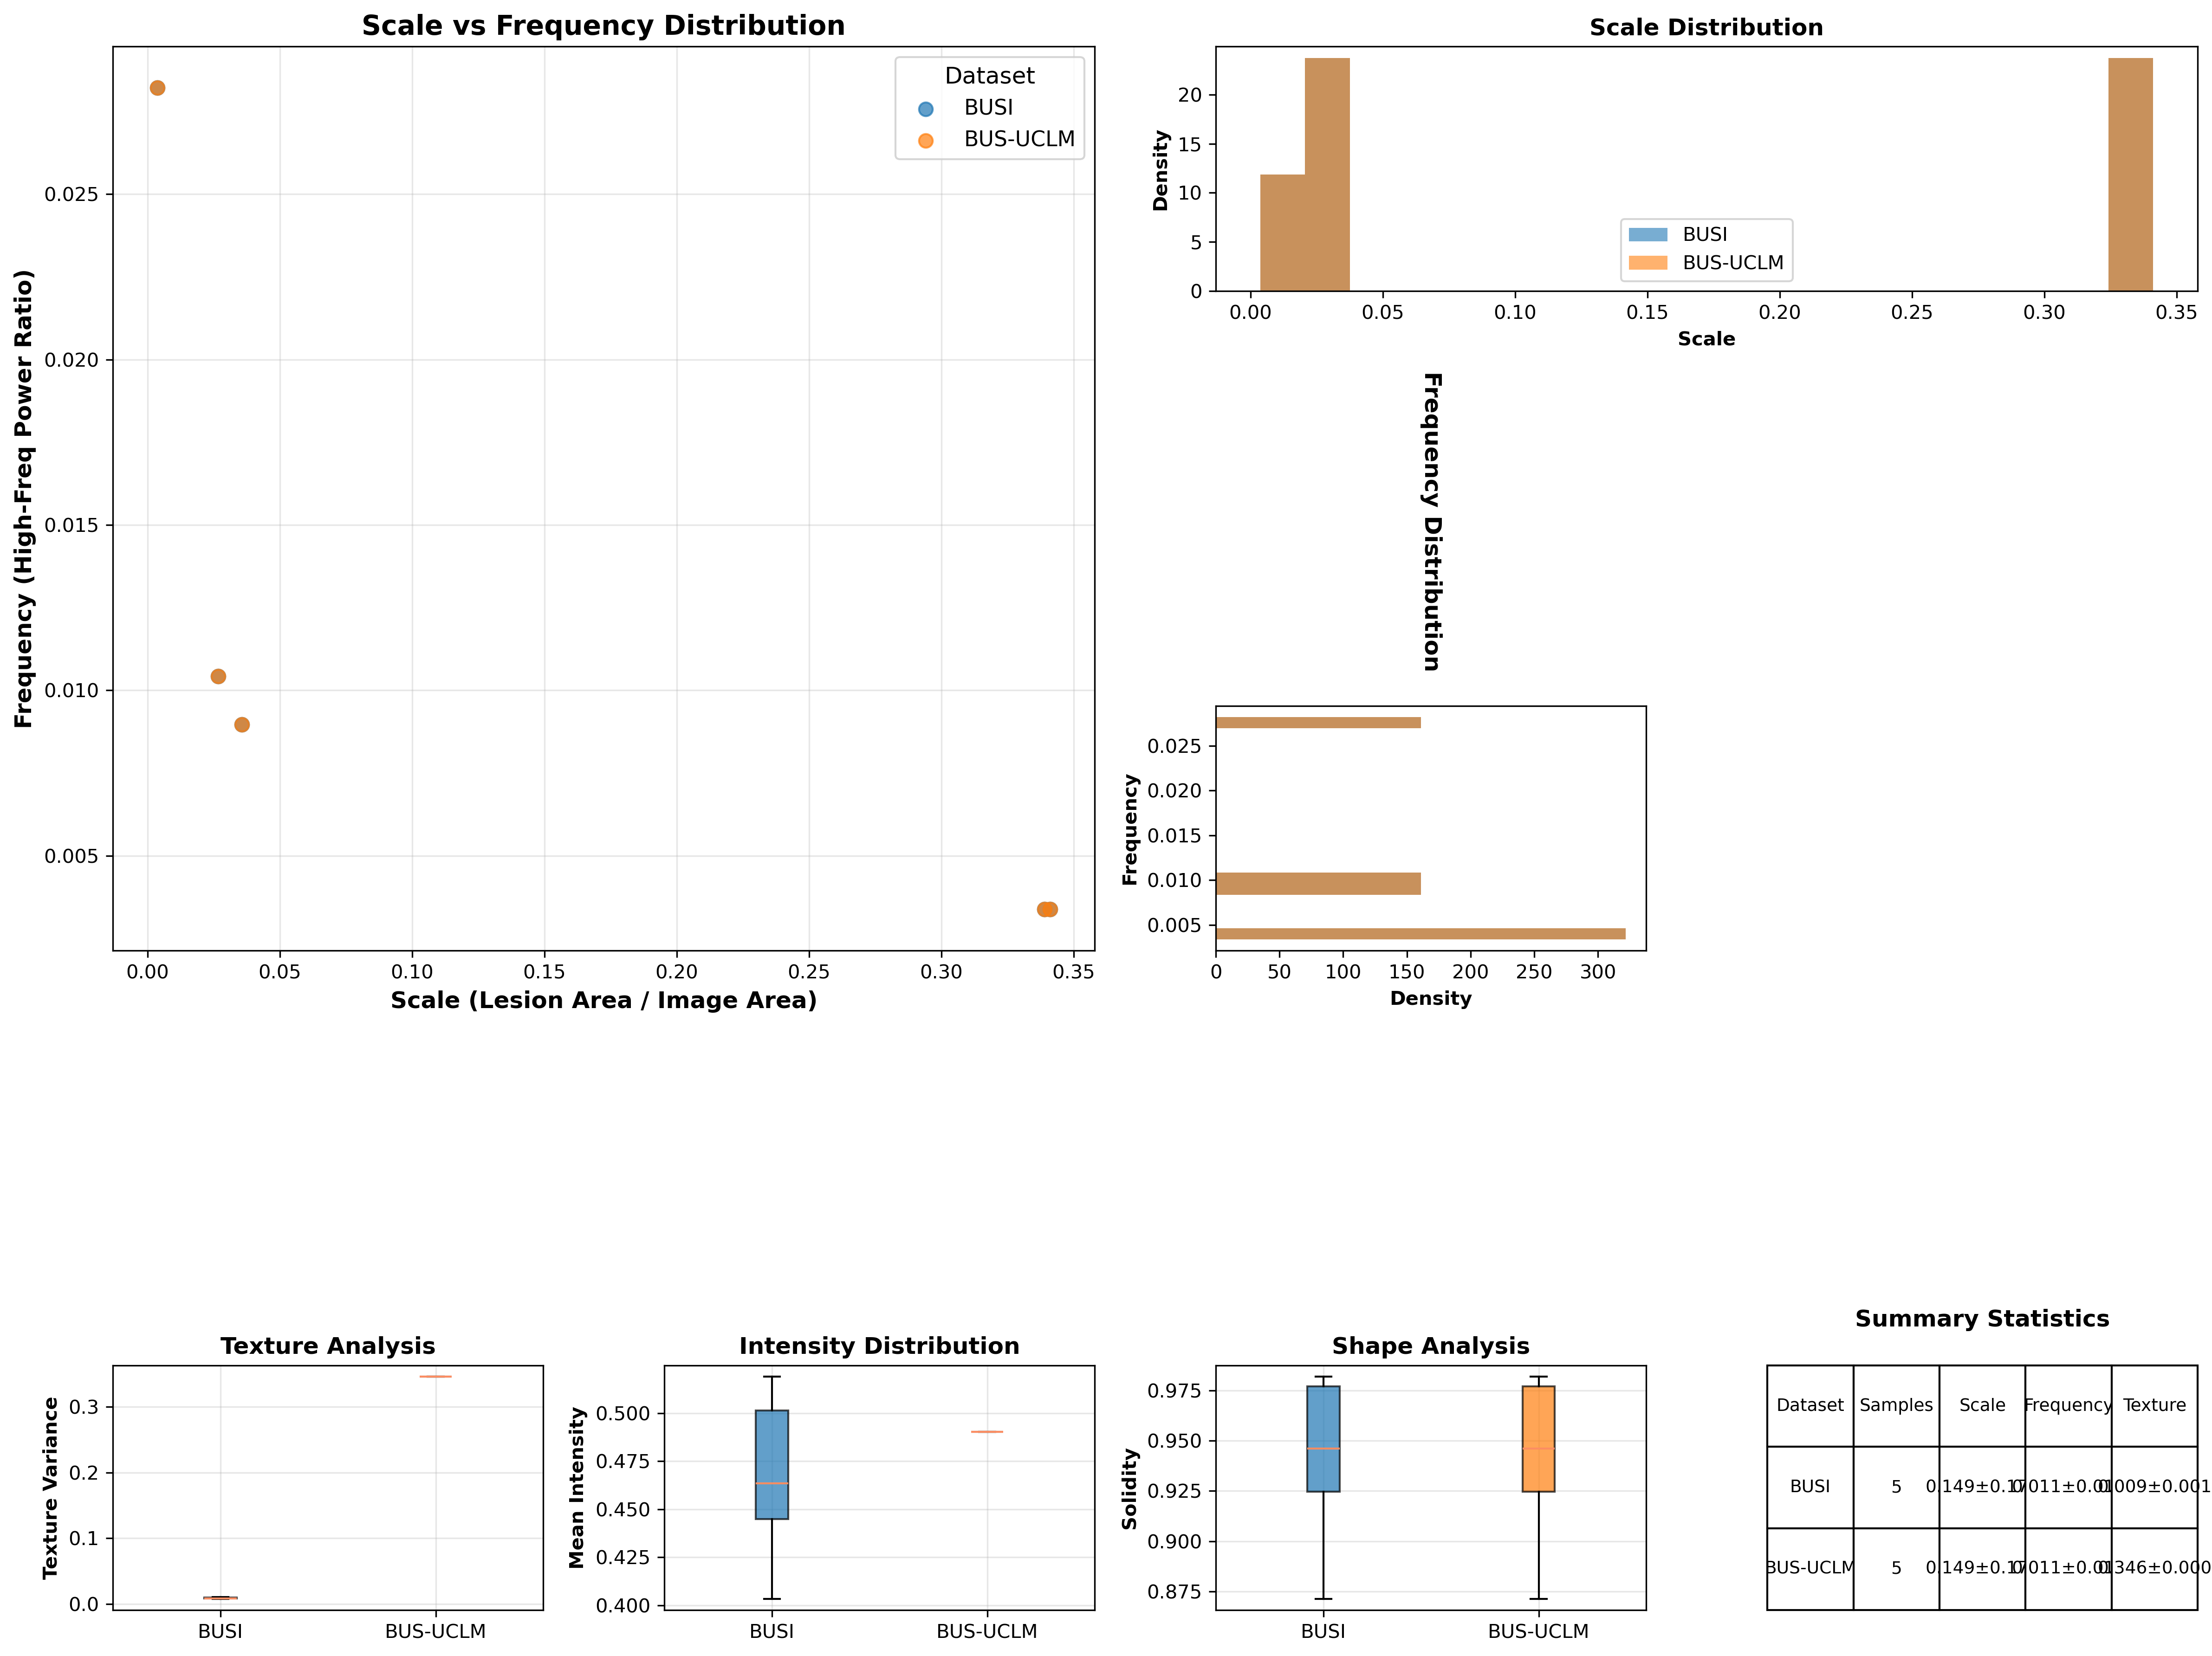 Scale vs Frequency Distribution
Frequency (High-Freq Power Ratio)
0.025
0.020
0.015
0.010
0.005
0.00 0.05 0.10 0.15 0.20 0.25 0.30 0.35
Scale (Lesion Area / Image Area)
Dataset
BUSI
BUS-UCLM
Scale Distribution
Density
20
15
10
5
0
0.00 0.05 0.10 0.15 0.20 0.25 0.30 0.35
Scale
BUSI
BUS-UCLM
Frequency Distribution
Frequency
0.025
0.020
0.015
0.010
0.005
0 50 100 150 200 250 300
Density
Texture Analysis
Texture Variance
0.3
0.2
0.1
0.0
BUSI BUS-UCLM
Intensity Distribution
Mean Intensity
0.500
0.475
0.450
0.425
0.400
BUSI BUS-UCLM
Shape Analysis
Solidity
0.975
0.950
0.925
0.900
0.875
BUSI BUS-UCLM
Summary Statistics
Dataset Samples Scale Frequency Texture
BUSI 5
BUS-UCLM 5